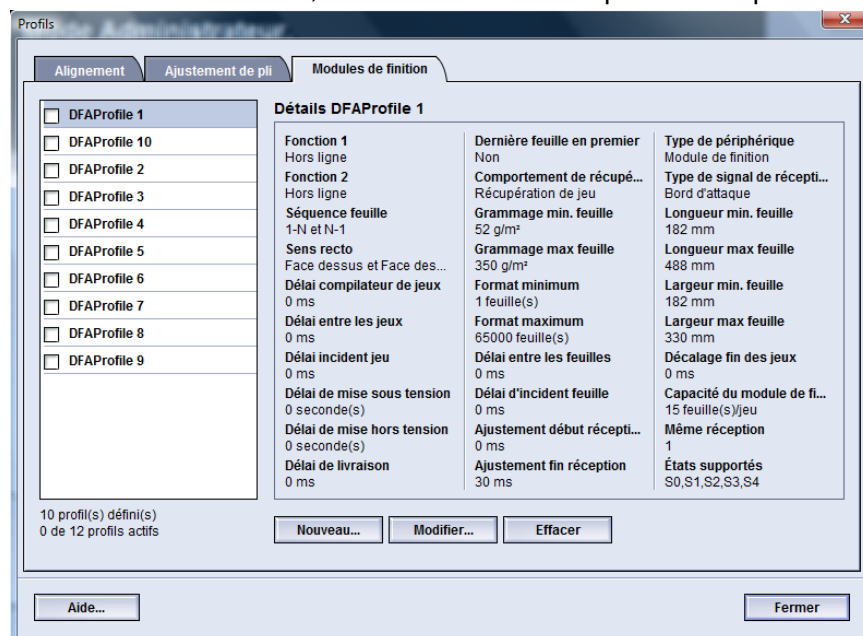 Profils
Alignement
Ajustement de pli
Modules de finition
DFAProfile 1
DFAProfile 10
DFAProfile 2
DFAProfile 3
DFAProfile 4
DFAProfile 5
DFAProfile 6
DFAProfile 7
DFAProfile 8
DFAProfile 9
10 profil(s) défini(s)
0 de 12 profils actifs
Détails DFAProfile 1
Fonction 1
Hors ligne
Fonction 2
Hors ligne
Séquence feuille
1-N et N-1
Sens recto
Face dessus et Face des...
Délai compilateur de jeux
0 ms
Délai entre les jeux
0 ms
Délai incident jeu
0 ms
Délai de mise sous tension
0 seconde(s)
Délai de mise hors tension
0 seconde(s)
Délai de livraison
0 ms
Dernière feuille en premier
Non
Comportement de récupé...
Récupération de jeu
Grammage min. feuille
52 g/m²
Grammage max feuille
350 g/m²
Format minimum
1 feuille(s)
Format maximum
65000 feuille(s)
Délai entre les feuilles
0 ms
Délai d'incident feuille
0 ms
Ajustement début récepti...
0 ms
Ajustement fin réception
30 ms
Type de périphérique
Module de finition
Type de signal de récepti...
Bord d'attaque
Longueur min. feuille
182 mm
Longueur max feuille
488 mm
Largeur min. feuille
182 mm
Largeur max feuille
330 mm
Décalage fin des jeux
0 ms
Capacité du module de fi...
15 feuille(s)/jeu
Même réception
1
États supportés
S0,S1,S2,S3,S4
Nouveau...
Modifier...
Effacer
Aide...
Fermer